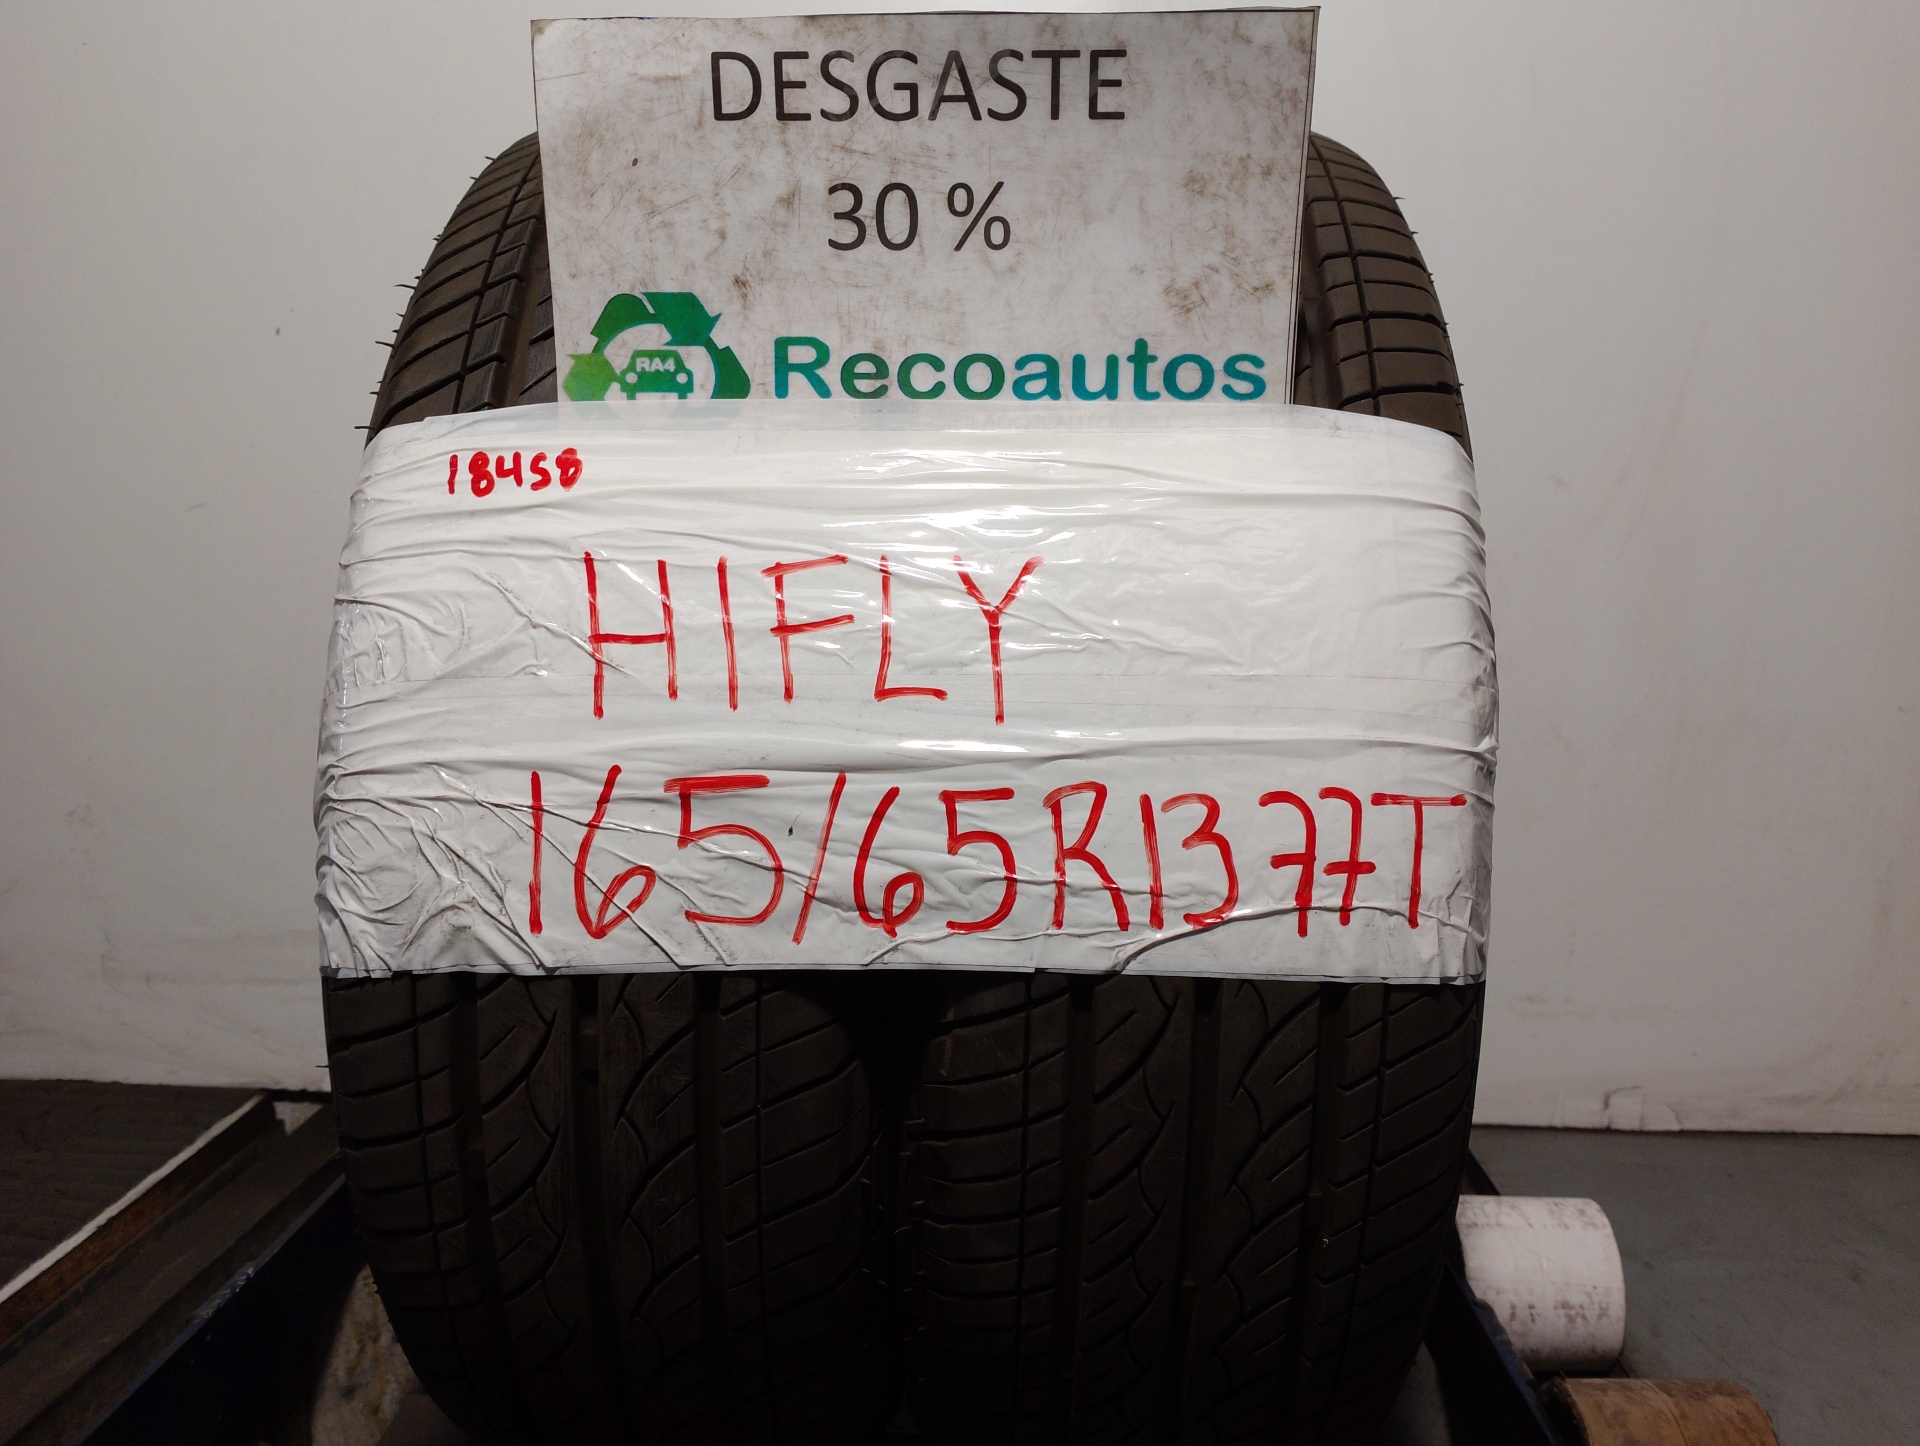 DESGASTE
30 %
RA4
Recoautos
18458
HIFLY
165/65R13 77T